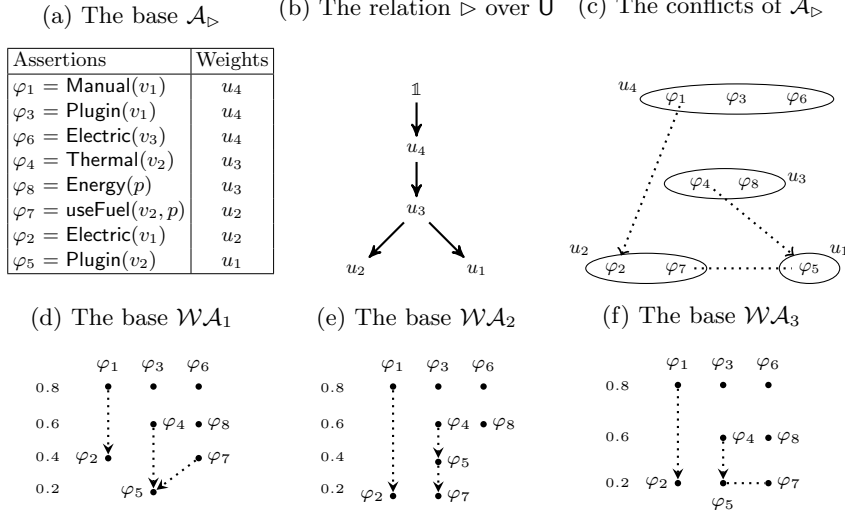 (a) The base 𝒜▷
(b) The relation ▷ over U
(c) The conflicts of 𝒜▷
Assertions Weights
φ1 = Manual(v1) u4
φ3 = Plugin(v1) u4
φ6 = Electric(v3) u4
φ4 = Thermal(v2) u3
φ8 = Energy(p) u3
φ7 = useFuel(v2, p) u2
φ2 = Electric(v1) u2
φ5 = Plugin(v2) u1
𝟙
u4
u3
u2 u1
u4
φ1 φ3 φ6
u3
φ4 φ8
u2 u1
φ2 φ7 φ5
(d) The base 𝒲𝒜1
φ1 φ3 φ6
0.8
0.6 φ4 φ8
0.4 φ2 φ7
0.2 φ5
(e) The base 𝒲𝒜2
φ1 φ3 φ6
0.8
0.6 φ4 φ8
0.4 φ5
0.2 φ2 φ7
(f) The base 𝒲𝒜3
φ1 φ3 φ6
0.8
0.6 φ4 φ8
0.2 φ2 φ7
φ5